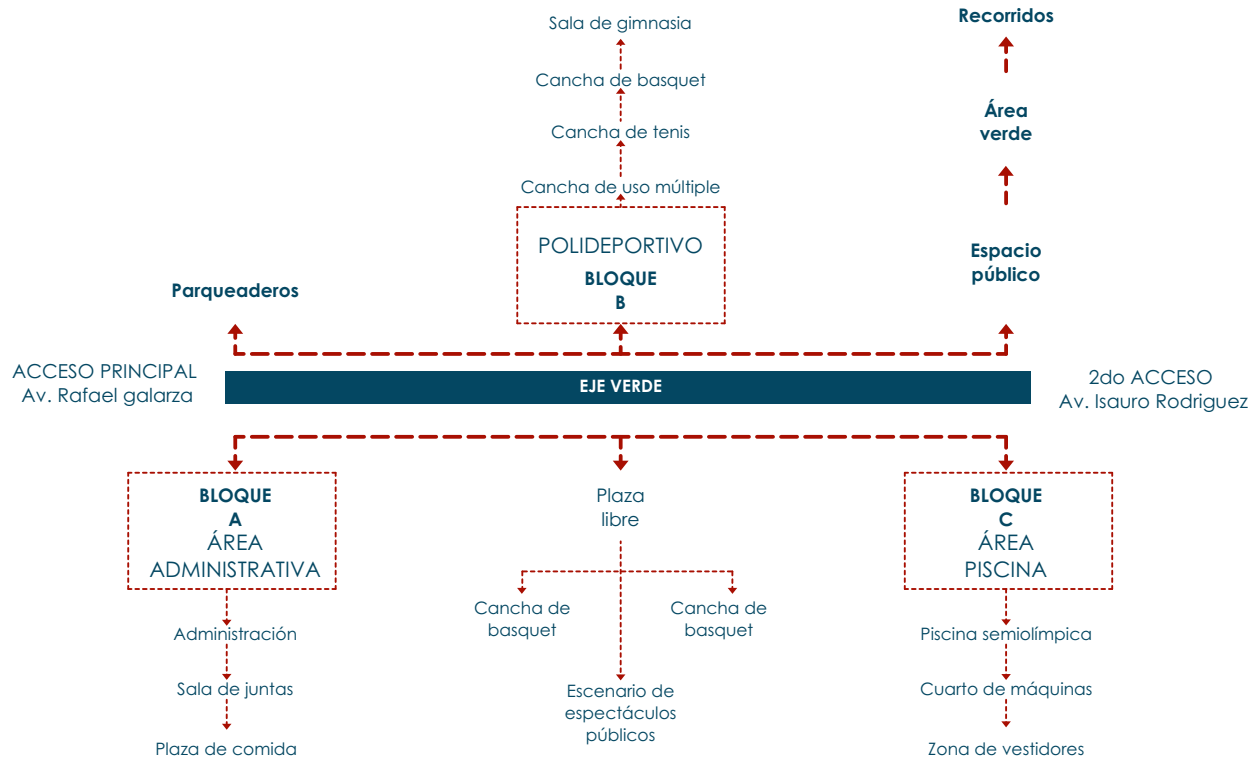 Sala de gimnasia
Recorridos
Cancha de basquet
Área
verde
Cancha de tenis
Cancha de uso múltiple
POLIDEPORTIVO
BLOQUE
B
Espacio
público
Parqueaderos
ACCESO PRINCIPAL
Av. Rafael galarza
EJE VERDE
2do ACCESO
Av. Isauro Rodriguez
BLOQUE
A
ÁREA
ADMINISTRATIVA
Plaza
libre
BLOQUE
C
ÁREA
PISCINA
Cancha de
basquet
Cancha de
basquet
Administración
Piscina semiolímpica
Sala de juntas
Escenario de
espectáculos
públicos
Cuarto de máquinas
Plaza de comida
Zona de vestidores